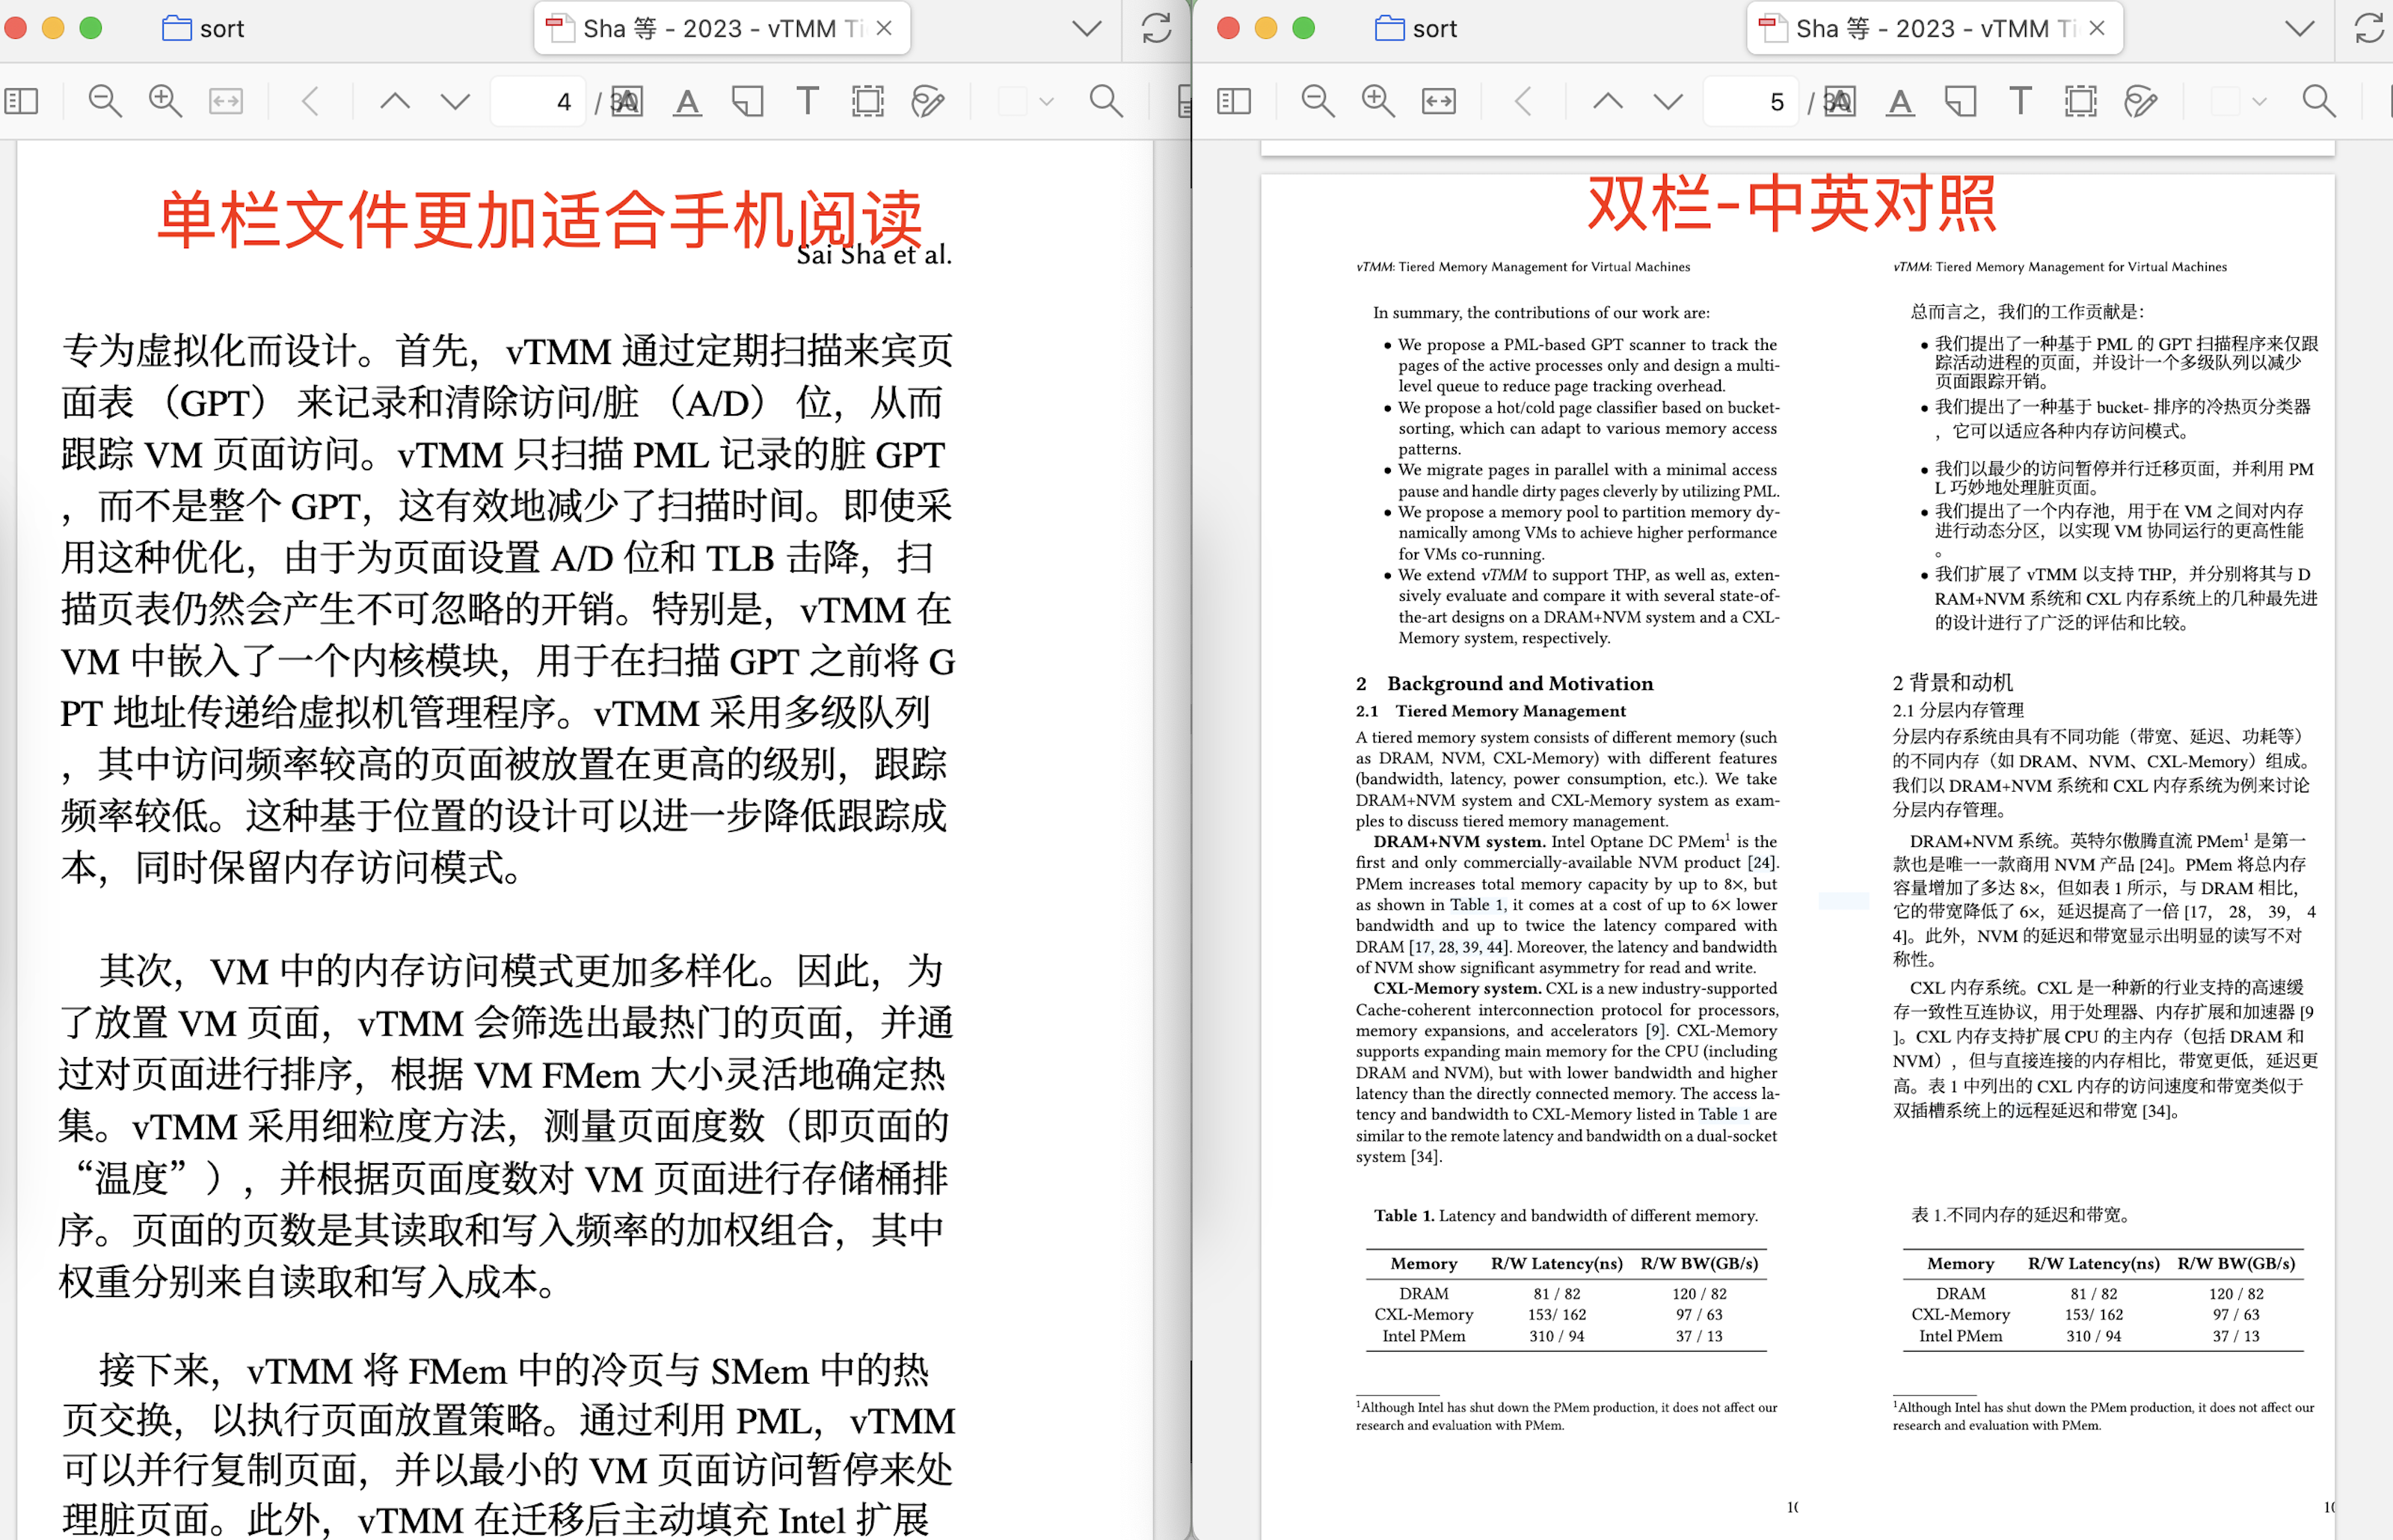 sort
Sha 等 - 2023 - vTMM Ti
4 / 30
单栏文件更加适合手机阅读
Sai Sha et al.
专为虚拟化而设计。首先，vTMM 通过定期扫描来宾页
面表 （GPT） 来记录和清除访问/脏 （A/D） 位，从而
跟踪 VM 页面访问。vTMM 只扫描 PML 记录的脏 GPT
，而不是整个 GPT，这有效地减少了扫描时间。即使采
用这种优化，由于为页面设置 A/D 位和 TLB 击降，扫
描页表仍然会产生不可忽略的开销。特别是，vTMM 在
VM 中嵌入了一个内核模块，用于在扫描 GPT 之前将 G
PT 地址传递给虚拟机管理程序。vTMM 采用多级队列
，其中访问频率较高的页面被放置在更高的级别，跟踪
频率较低。这种基于位置的设计可以进一步降低跟踪成
本，同时保留内存访问模式。
其次，VM 中的内存访问模式更加多样化。因此，为
了放置 VM 页面，vTMM 会筛选出最热门的页面，并通
过对页面进行排序，根据 VM FMem 大小灵活地确定热
集。vTMM 采用细粒度方法，测量页面度数（即页面的
“温度”），并根据页面度数对 VM 页面进行存储桶排
序。页面的页数是其读取和写入频率的加权组合，其中
权重分别来自读取和写入成本。
接下来，vTMM 将 FMem 中的冷页与 SMem 中的热
页交换，以执行页面放置策略。通过利用 PML，vTMM
可以并行复制页面，并以最小的 VM 页面访问暂停来处
理脏页面。此外，vTMM 在迁移后主动填充 Intel 扩展
sort
Sha 等 - 2023 - vTMM Ti
5 / 30
双栏-中英对照
vTMM: Tiered Memory Management for Virtual Machines
In summary, the contributions of our work are:
• We propose a PML-based GPT scanner to track the
pages of the active processes only and design a multi-
level queue to reduce page tracking overhead.
• We propose a hot/cold page classifier based on bucket-
sorting, which can adapt to various memory access
patterns.
• We migrate pages in parallel with a minimal access
pause and handle dirty pages cleverly by utilizing PML.
• We propose a memory pool to partition memory dy-
namically among VMs to achieve higher performance
for VMs co-running.
• We extend vTMM to support THP, as well as, exten-
sively evaluate and compare it with several state-of-
the-art designs on a DRAM+NVM system and a CXL-
Memory system, respectively.
2 Background and Motivation
2.1 Tiered Memory Management
A tiered memory system consists of different memory (such
as DRAM, NVM, CXL-Memory) with different features
(bandwidth, latency, power consumption, etc.). We take
DRAM+NVM system and CXL-Memory system as exam-
ples to discuss tiered memory management.
DRAM+NVM system. Intel Optane DC PMem¹ is the
first and only commercially-available NVM product [24].
PMem increases total memory capacity by up to 8×, but
as shown in Table 1, it comes at a cost of up to 6× lower
bandwidth and up to twice the latency compared with
DRAM [17, 28, 39, 44]. Moreover, the latency and bandwidth
of NVM show significant asymmetry for read and write.
CXL-Memory system. CXL is a new industry-supported
Cache-coherent interconnection protocol for processors,
memory expansions, and accelerators [9]. CXL-Memory
supports expanding main memory for the CPU (including
DRAM and NVM), but with lower bandwidth and higher
latency than the directly connected memory. The access la-
tency and bandwidth to CXL-Memory listed in Table 1 are
similar to the remote latency and bandwidth on a dual-socket
system [34].
Table 1. Latency and bandwidth of different memory.
Memory R/W Latency(ns) R/W BW(GB/s)
DRAM 81 / 82 120 / 82
CXL-Memory 153/ 162 97 / 63
Intel PMem 310 / 94 37 / 13
¹Although Intel has shut down the PMem production, it does not affect our
research and evaluation with PMem.
10
vTMM: Tiered Memory Management for Virtual Machines
总而言之，我们的工作贡献是：
• 我们提出了一种基于 PML 的 GPT 扫描程序来仅跟
踪活动进程的页面，并设计一个多级队列以减少
页面跟踪开销。
• 我们提出了一种基于 bucket- 排序的冷热页分类器
，它可以适应各种内存访问模式。
• 我们以最少的访问暂停并行迁移页面，并利用 PM
L 巧妙地处理脏页面。
• 我们提出了一个内存池，用于在 VM 之间对内存
进行动态分区，以实现 VM 协同运行的更高性能
。
• 我们扩展了 vTMM 以支持 THP，并分别将其与 D
RAM+NVM 系统和 CXL 内存系统上的几种最先进
的设计进行了广泛的评估和比较。
2 背景和动机
2.1 分层内存管理
分层内存系统由具有不同功能（带宽、延迟、功耗等）
的不同内存（如 DRAM、NVM、CXL-Memory）组成。
我们以 DRAM+NVM 系统和 CXL 内存系统为例来讨论
分层内存管理。
DRAM+NVM 系统。英特尔傲腾直流 PMem¹ 是第一
款也是唯一一款商用 NVM 产品 [24]。PMem 将总内存
容量增加了多达 8×，但如表 1 所示，与 DRAM 相比，
它的带宽降低了 6×，延迟提高了一倍 [17， 28， 39， 4
4]。此外，NVM 的延迟和带宽显示出明显的读写不对
称性。
CXL 内存系统。CXL 是一种新的行业支持的高速缓
存一致性互连协议，用于处理器、内存扩展和加速器 [9
]。CXL 内存支持扩展 CPU 的主内存（包括 DRAM 和
NVM），但与直接连接的内存相比，带宽更低，延迟更
高。表 1 中列出的 CXL 内存的访问速度和带宽类似于
双插槽系统上的远程延迟和带宽 [34]。
表 1.不同内存的延迟和带宽。
Memory R/W Latency(ns) R/W BW(GB/s)
DRAM 81 / 82 120 / 82
CXL-Memory 153/ 162 97 / 63
Intel PMem 310 / 94 37 / 13
¹Although Intel has shut down the PMem production, it does not affect our
research and evaluation with PMem.
10